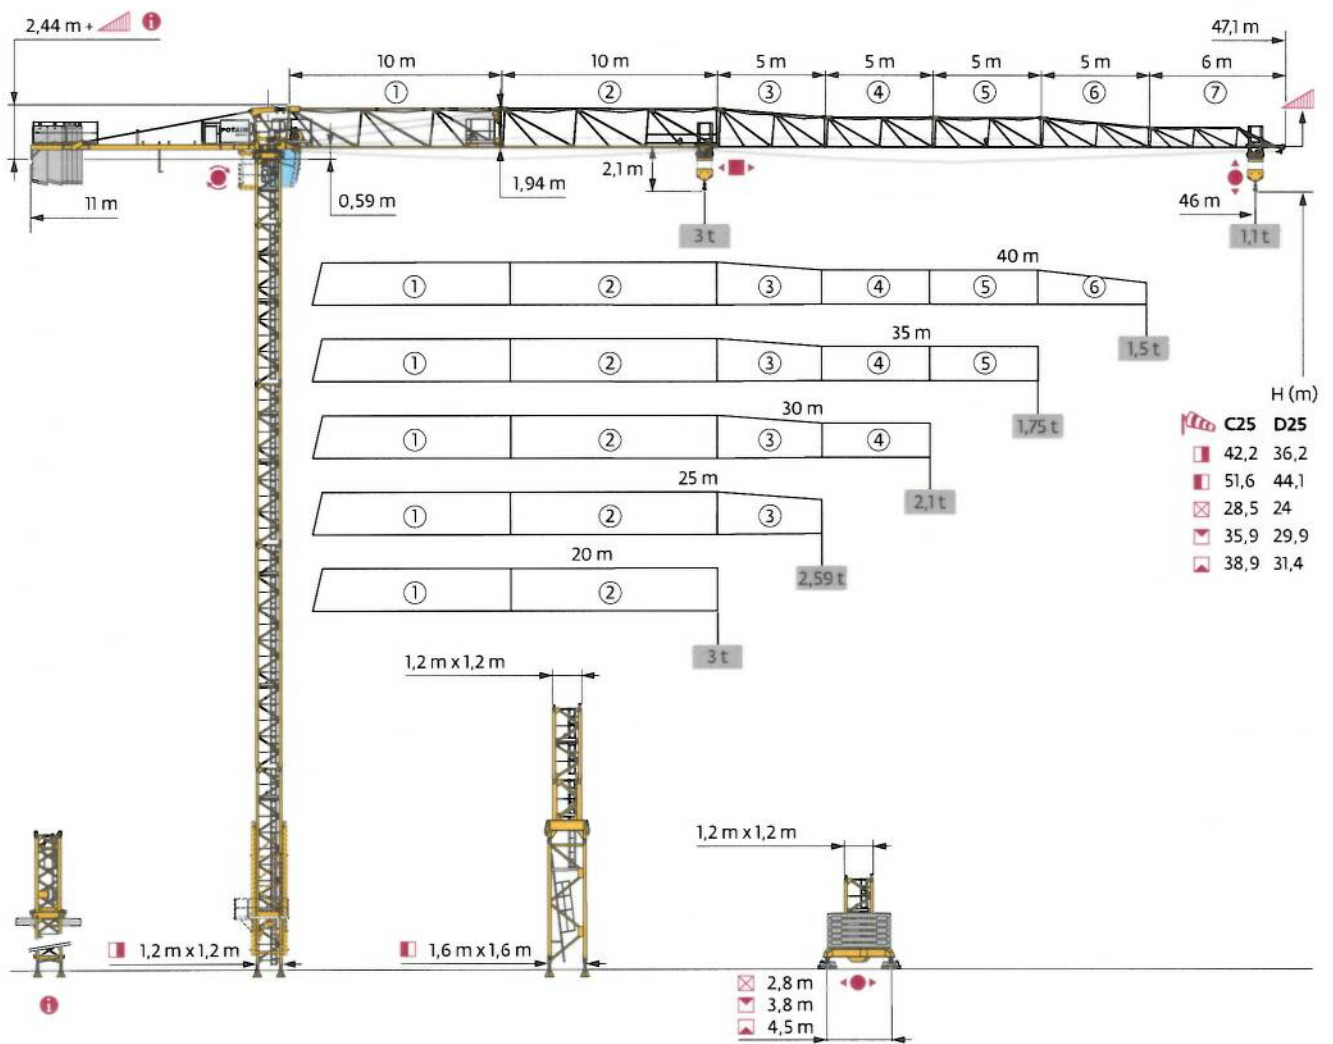 2,44 m + i
47,1 m
10 m 10 m 5 m 5 m 5 m 5 m 6 m
① ② ③ ④ ⑤ ⑥ ⑦
POTAIN
2,1 m
1,94 m
0,59 m
11 m
46 m
3 t
1,1 t
40 m
① ② ③ ④ ⑤ ⑥
1,5 t
35 m
① ② ③ ④ ⑤
1,75 t
30 m
① ② ③ ④
2,1 t
25 m
① ② ③
2,59 t
20 m
① ②
3 t
H (m)
C25 D25
42,2 36,2
51,6 44,1
28,5 24
35,9 29,9
38,9 31,4
1,2 m x 1,2 m
1,2 m x 1,2 m
1,2 m x 1,2 m
1,6 m x 1,6 m
2,8 m
3,8 m
4,5 m
i